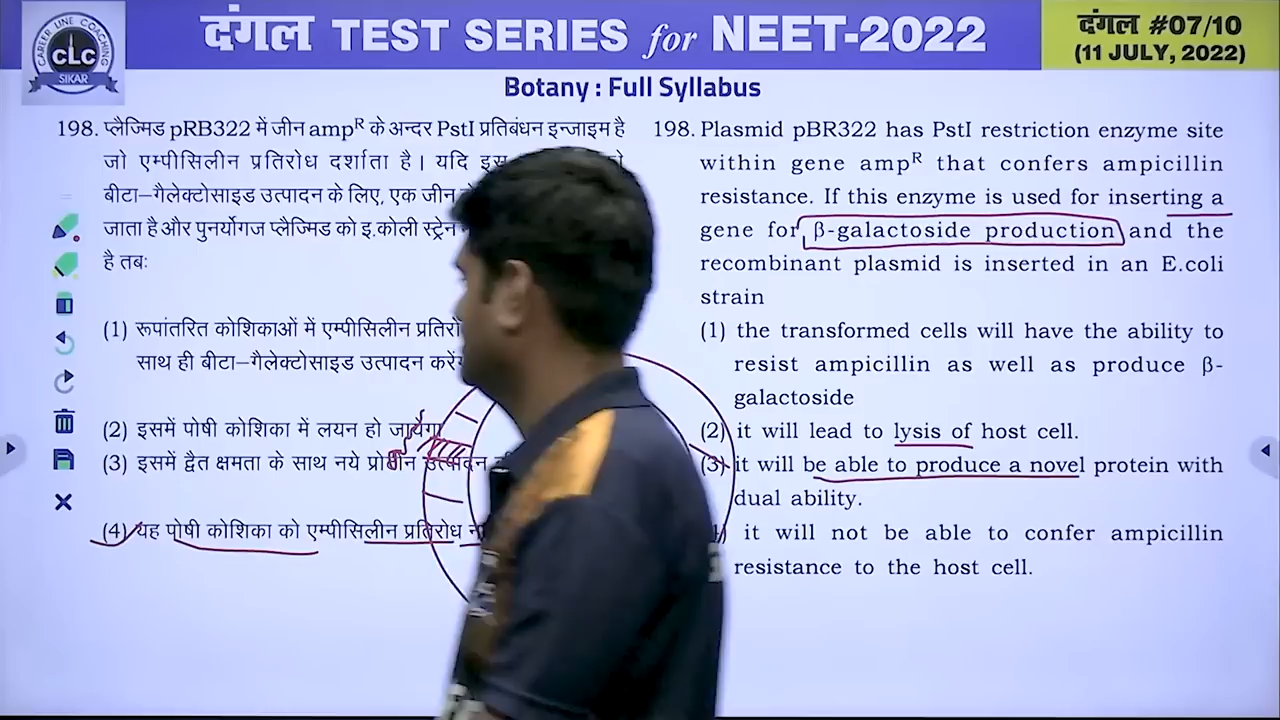 CAREER LINE COACHING
CLC
SIKAR
दंगल TEST SERIES for NEET-2022
दंगल #07/10
(11 JULY, 2022)
Botany : Full Syllabus
198. प्लैज्मिड pRB322 में जीन ampᴿ के अन्दर PstI प्रतिबंधन इन्जाइम है
जो एम्पीसिलीन प्रतिरोध दर्शाता है। यदि इस
बीटा–गैलेक्टोसाइड उत्पादन के लिए, एक जीन
जाता है और पुनर्योगज प्लैज्मिड को इ.कोली स्ट्रेन
है तबः
(1) रूपांतरित कोशिकाओं में एम्पीसिलीन
साथ ही बीटा–गैलेक्टोसाइड उत्पादन
(2) इसमें पोषी कोशिका में लयन हो जायेगा
(3) इसमें द्वैत क्षमता के साथ नये प्रोटीन उत्पादन
(4) यह पोषी कोशिका को एम्पीसिलीन प्रतिरोध
198. Plasmid pBR322 has PstI restriction enzyme site
within gene ampᴿ that confers ampicillin
resistance. If this enzyme is used for inserting a
gene for β-galactoside production and the
recombinant plasmid is inserted in an E.coli
strain
(1) the transformed cells will have the ability to
resist ampicillin as well as produce β-
galactoside
(2) it will lead to lysis of host cell.
(3) it will be able to produce a novel protein with
dual ability.
it will not be able to confer ampicillin
resistance to the host cell.